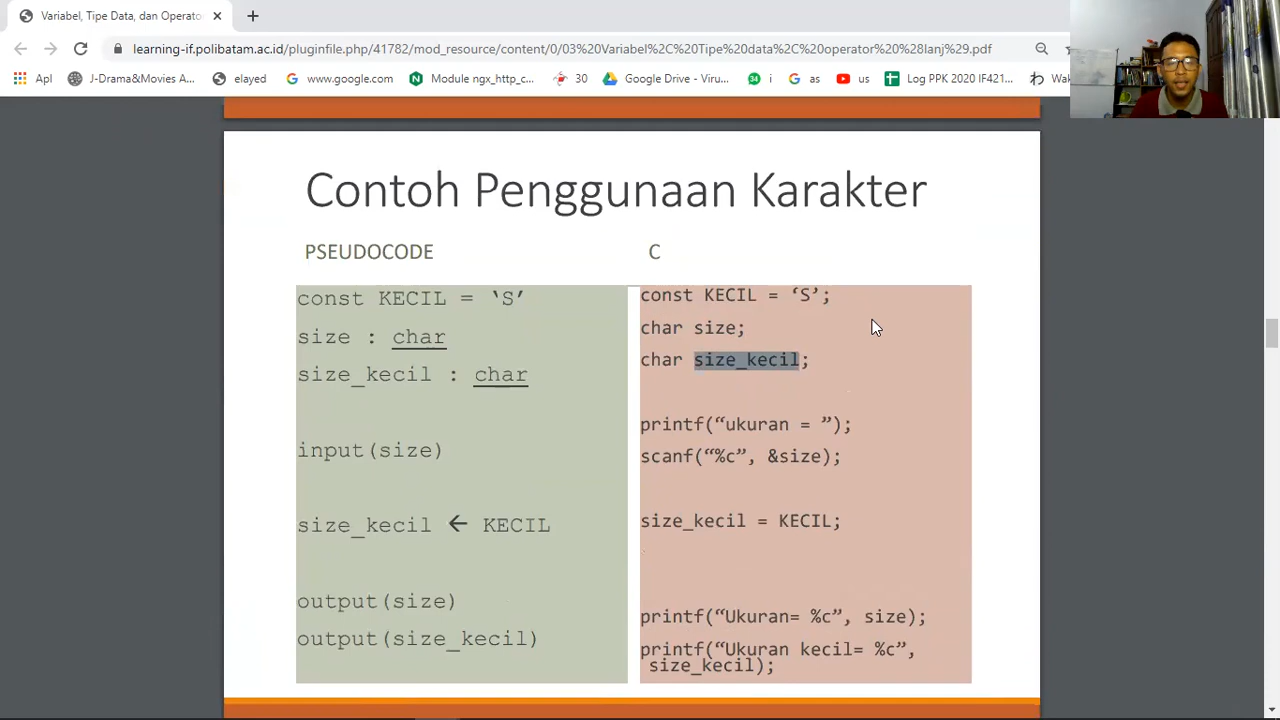 Variabel, Tipe Data, dan Operato
learning-if.polibatam.ac.id/pluginfile.php/41782/mod_resource/content/0/03%20Variabel%2C%20Tipe%20data%2C%20operator%20%28lanj%29.pdf
Apl J-Drama&Movies A... elayed www.google.com Module ngx_http_c... 30 Google Drive - Viru... i as us Log PPK 2020 IF421... Wak
Contoh Penggunaan Karakter
PSEUDOCODE
const KECIL = ‘S’
size : char
size_kecil : char
input(size)
size_kecil ← KECIL
output(size)
output(size_kecil)
C
const KECIL = ‘S’;
char size;
char size_kecil;
printf(“ukuran = ”);
scanf(“%c”, &size);
size_kecil = KECIL;
printf(“Ukuran= %c”, size);
printf(“Ukuran kecil= %c”,
size_kecil);